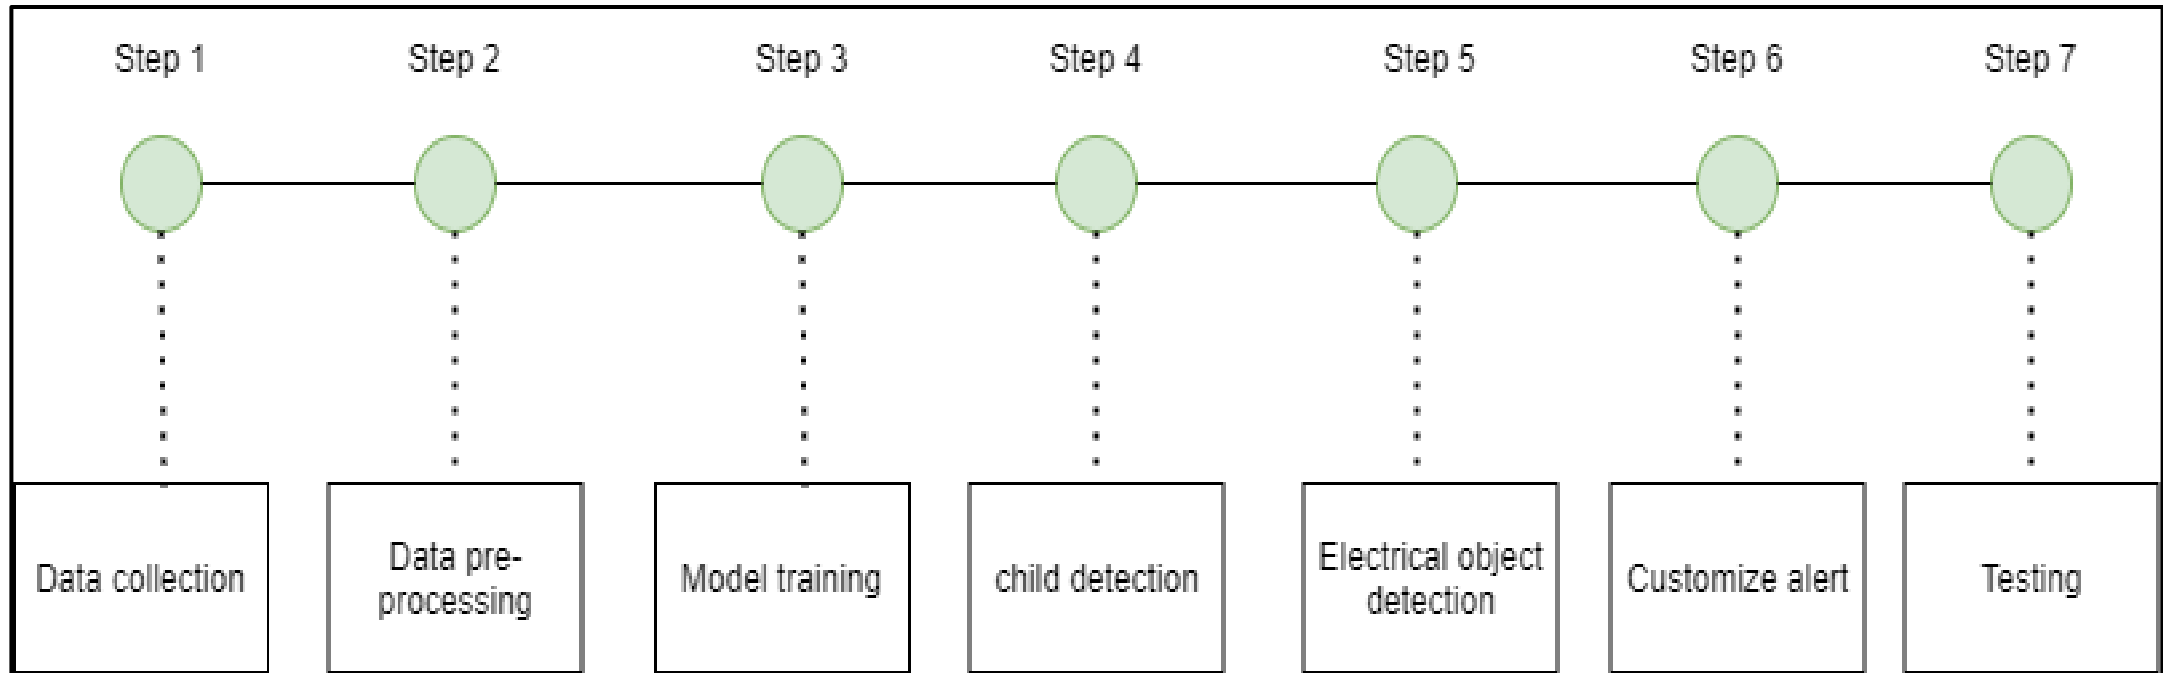 Step 1
Step 2
Step 3
Step 4
Step 5
Step 6
Step 7
Data collection
Data pre-
processing
Model training
child detection
Electrical object
detection
Customize alert
Testing